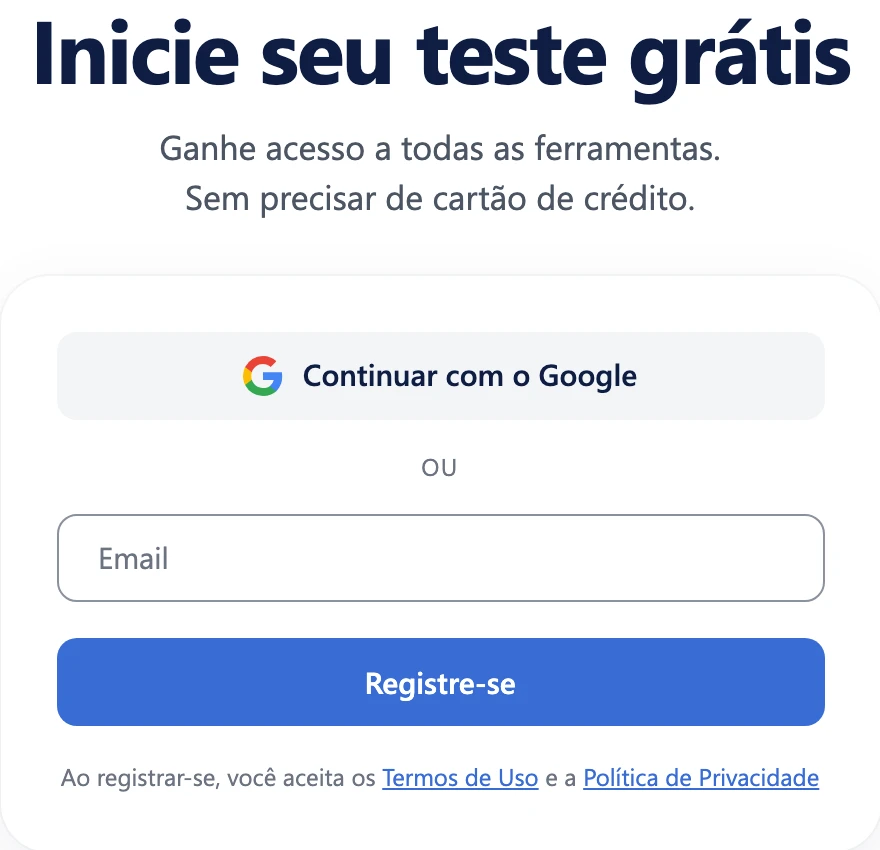 Inicie seu teste grátis
Ganhe acesso a todas as ferramentas.
Sem precisar de cartão de crédito.
Continuar com o Google
OU
Email
Registre-se
Ao registrar-se, você aceita os Termos de Uso e a Política de Privacidade